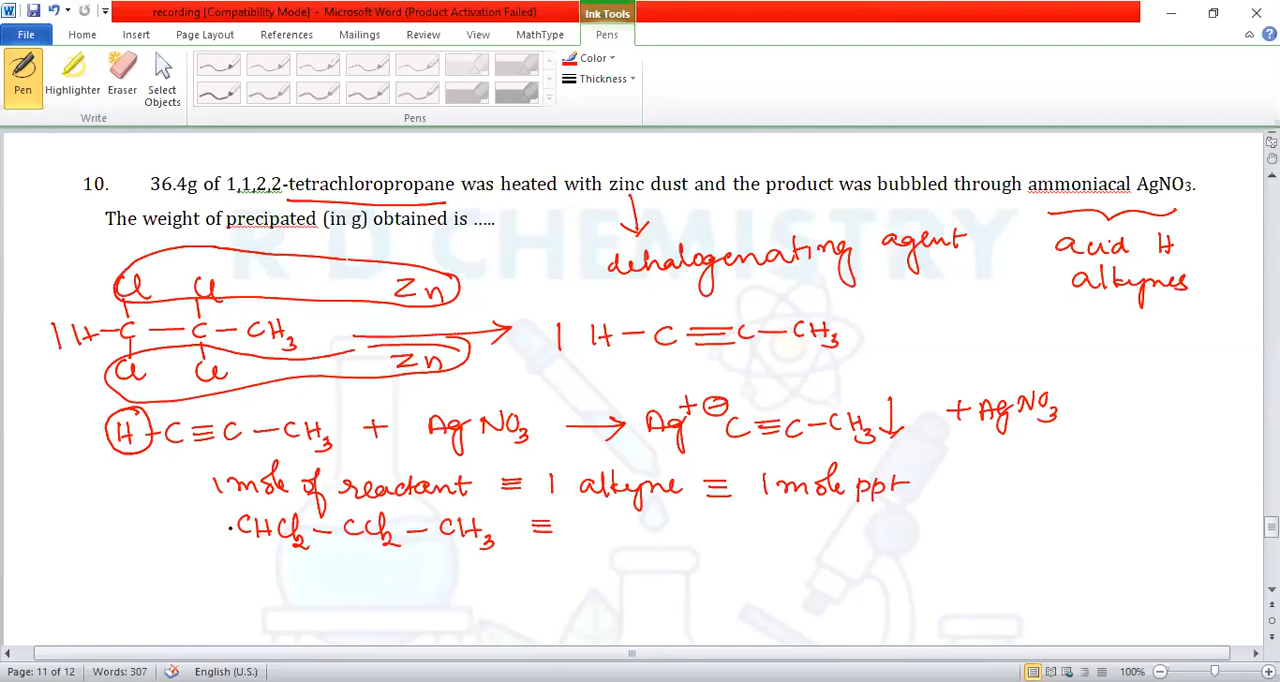 recording [Compatibility Mode] - Microsoft Word (Product Activation Failed)
Ink Tools
File Home Insert Page Layout References Mailings Review View MathType Pens
Pen Highlighter Eraser Select Objects
Color
Thickness
Write
Pens
10. 36.4g of 1,1,2,2-tetrachloropropane was heated with zinc dust and the product was bubbled through ammoniacal AgNO3.
The weight of precipated (in g) obtained is .....
R D CHEMISTRY
dehalogenating agent
acid H
alkynes
Cl Cl Zn
1 H-C-C-CH3 → 1 H-C≡C-CH3
Cl Cl Zn
H-C≡C-CH3 + AgNO3 → Ag+ ⊖C≡C-CH3↓ + AgNO3
1 mole of reactant ≡ 1 alkyne ≡ 1 mole ppt
CHCl2-CCl2-CH3 ≡
Page: 11 of 12 Words: 307 English (U.S.) 100%